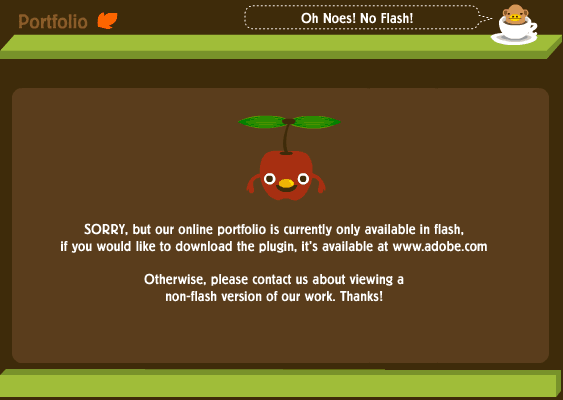 Portfolio
Oh Noes! No Flash!
SORRY, but our online portfolio is currently only available in flash,
if you would like to download the plugin, it's available at www.adobe.com
Otherwise, please contact us about viewing a
non-flash version of our work. Thanks!